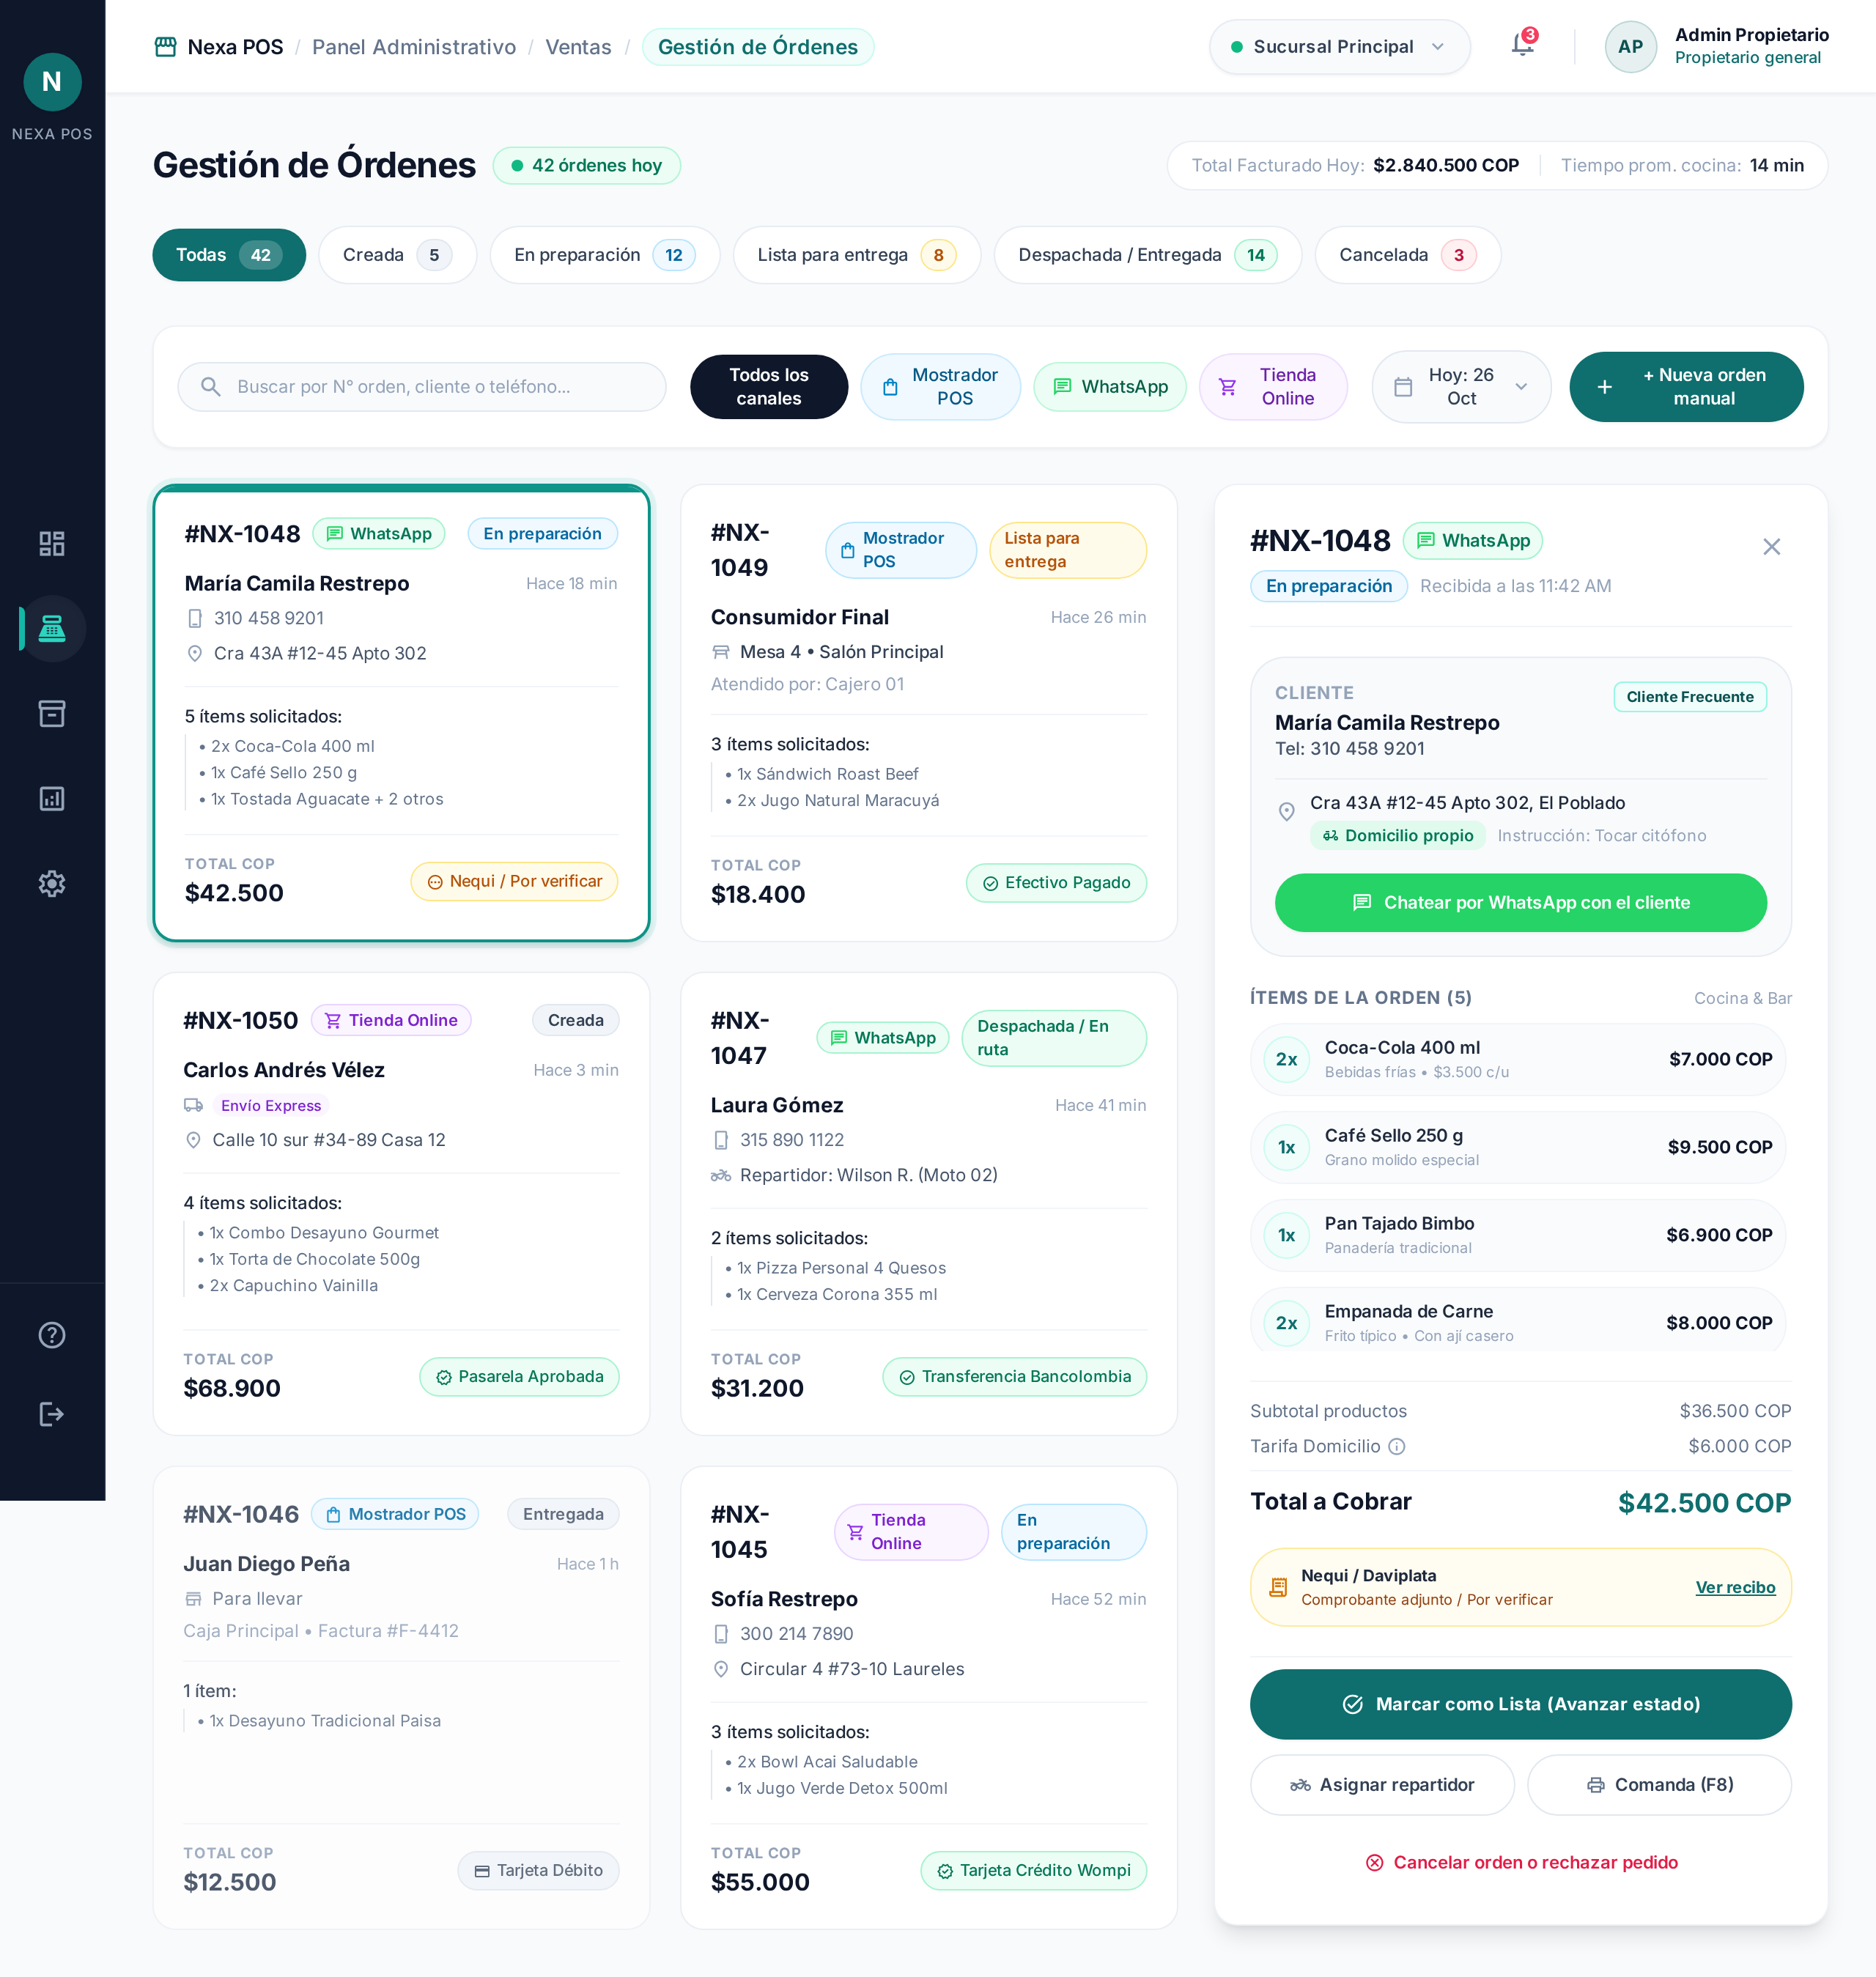 N
NEXA POS
Nexa POS / Panel Administrativo / Ventas / Gestión de Órdenes
Sucursal Principal
3
AP
Admin Propietario
Propietario general
Gestión de Órdenes
42 órdenes hoy
Total Facturado Hoy: $2.840.500 COP
Tiempo prom. cocina: 14 min
Todas 42
Creada 5
En preparación 12
Lista para entrega 8
Despachada / Entregada 14
Cancelada 3
Buscar por N° orden, cliente o teléfono...
Todos los
canales
Mostrador
POS
WhatsApp
Tienda
Online
Hoy: 26
Oct
+ Nueva orden
manual
#NX-1048 WhatsApp En preparación
María Camila Restrepo Hace 18 min
310 458 9201
Cra 43A #12-45 Apto 302
5 ítems solicitados:
• 2x Coca-Cola 400 ml
• 1x Café Sello 250 g
• 1x Tostada Aguacate + 2 otros
TOTAL COP
$42.500
Nequi / Por verificar
#NX-
1049
Mostrador
POS
Lista para
entrega
Consumidor Final Hace 26 min
Mesa 4 • Salón Principal
Atendido por: Cajero 01
3 ítems solicitados:
• 1x Sándwich Roast Beef
• 2x Jugo Natural Maracuyá
TOTAL COP
$18.400
Efectivo Pagado
#NX-1050 Tienda Online Creada
Carlos Andrés Vélez Hace 3 min
Envío Express
Calle 10 sur #34-89 Casa 12
4 ítems solicitados:
• 1x Combo Desayuno Gourmet
• 1x Torta de Chocolate 500g
• 2x Capuchino Vainilla
TOTAL COP
$68.900
Pasarela Aprobada
#NX-
1047
WhatsApp
Despachada / En
ruta
Laura Gómez Hace 41 min
315 890 1122
Repartidor: Wilson R. (Moto 02)
2 ítems solicitados:
• 1x Pizza Personal 4 Quesos
• 1x Cerveza Corona 355 ml
TOTAL COP
$31.200
Transferencia Bancolombia
#NX-1046 Mostrador POS Entregada
Juan Diego Peña Hace 1 h
Para llevar
Caja Principal • Factura #F-4412
1 ítem:
• 1x Desayuno Tradicional Paisa
TOTAL COP
$12.500
Tarjeta Débito
#NX-
1045
Tienda
Online
En
preparación
Sofía Restrepo Hace 52 min
300 214 7890
Circular 4 #73-10 Laureles
3 ítems solicitados:
• 2x Bowl Acai Saludable
• 1x Jugo Verde Detox 500ml
TOTAL COP
$55.000
Tarjeta Crédito Wompi
#NX-1048 WhatsApp
En preparación Recibida a las 11:42 AM
CLIENTE
Cliente Frecuente
María Camila Restrepo
Tel: 310 458 9201
Cra 43A #12-45 Apto 302, El Poblado
Domicilio propio Instrucción: Tocar citófono
Chatear por WhatsApp con el cliente
ÍTEMS DE LA ORDEN (5) Cocina & Bar
2x Coca-Cola 400 ml $7.000 COP
Bebidas frías • $3.500 c/u
1x Café Sello 250 g $9.500 COP
Grano molido especial
1x Pan Tajado Bimbo $6.900 COP
Panadería tradicional
2x Empanada de Carne $8.000 COP
Frito típico • Con ají casero
Subtotal productos $36.500 COP
Tarifa Domicilio $6.000 COP
Total a Cobrar $42.500 COP
Nequi / Daviplata
Comprobante adjunto / Por verificar
Ver recibo
Marcar como Lista (Avanzar estado)
Asignar repartidor
Comanda (F8)
Cancelar orden o rechazar pedido